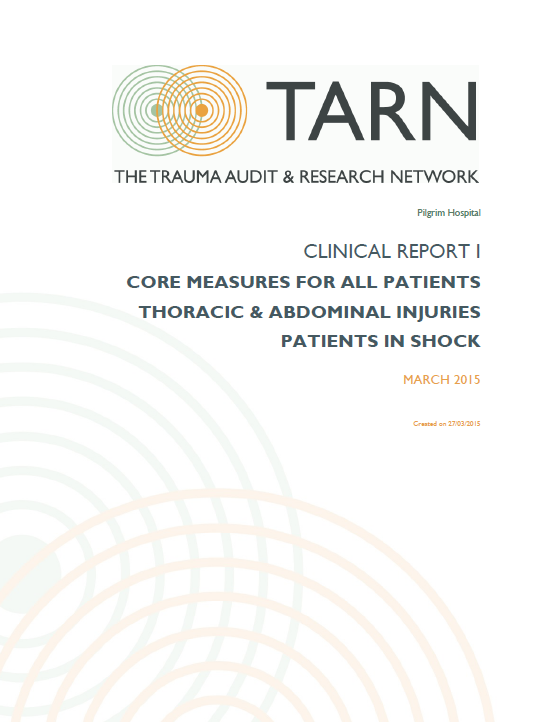 TARN
THE TRAUMA AUDIT & RESEARCH NETWORK
Pilgrim Hospital
CLINICAL REPORT I
CORE MEASURES FOR ALL PATIENTS
THORACIC & ABDOMINAL INJURIES
PATIENTS IN SHOCK
MARCH 2015
Created on 27/03/2015